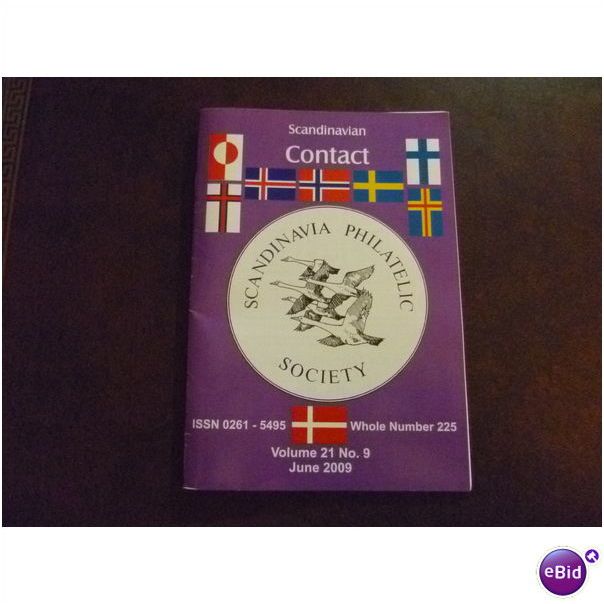 Scandinavian
Contact
SCANDINAVIA PHILATELIC
SOCIETY
ISSN 0261 - 5495 Whole Number 225
Volume 21 No. 9
June 2009
eBid